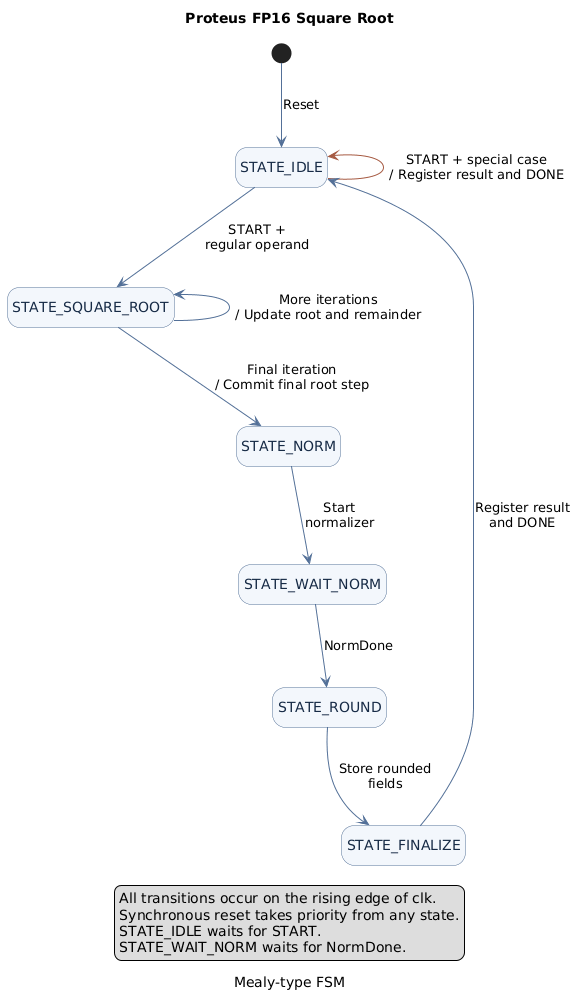 Proteus FP16 Square Root
Reset
STATE_IDLE
START + special case
/ Register result and DONE
START +
regular operand
STATE_SQUARE_ROOT
More iterations
/ Update root and remainder
Final iteration
/ Commit final root step
STATE_NORM
Start
normalizer
Register result
and DONE
STATE_WAIT_NORM
NormDone
STATE_ROUND
Store rounded
fields
STATE_FINALIZE
All transitions occur on the rising edge of clk.
Synchronous reset takes priority from any state.
STATE_IDLE waits for START.
STATE_WAIT_NORM waits for NormDone.
Mealy-type FSM